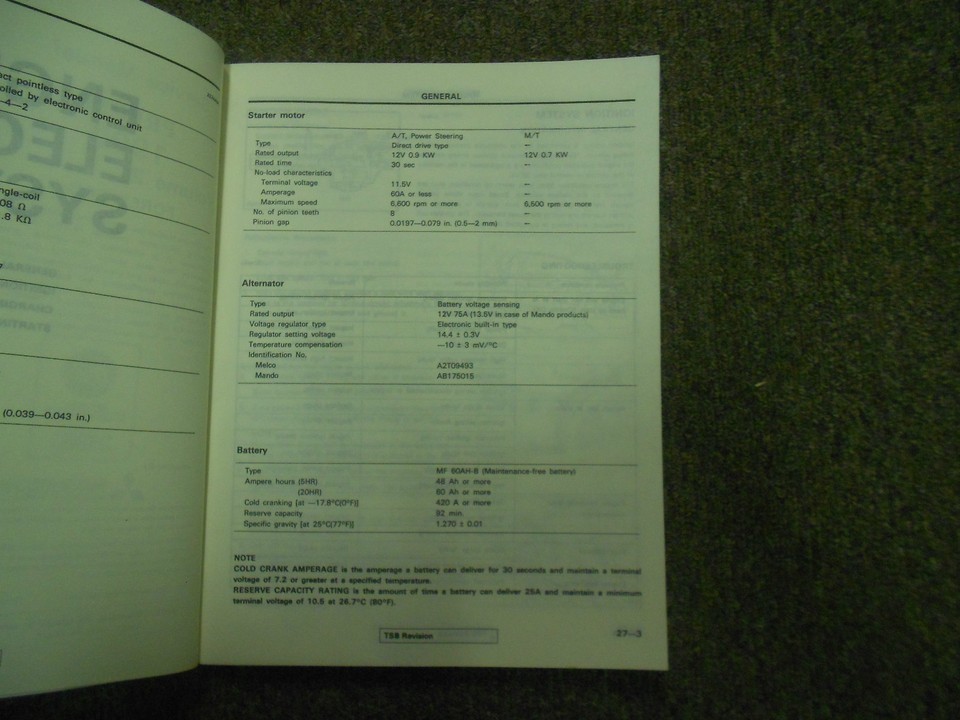 act pointless type
olled by electronic control unit
-4—2
ngle-coil
08 Ω
.8 KΩ
(0.039—0.043 in.)
GENERAL
Starter motor
A/T, Power Steering M/T
Type Direct drive type —
Rated output 12V 0.9 KW 12V 0.7 KW
Rated time 30 sec —
No-load characteristics
Terminal voltage 11.5V —
Amperage 60A or less —
Maximum speed 6,600 rpm or more 6,500 rpm or more
No. of pinion teeth 8 —
Pinion gap 0.0197—0.079 in. (0.5—2 mm) —
Alternator
Type Battery voltage sensing
Rated output 12V 75A (13.5V in case of Mando products)
Voltage regulator type Electronic built-in type
Regulator setting voltage 14.4 ± 0.3V
Temperature compensation —10 ± 3 mV/°C
Identification No.
Melco A2T09493
Mando AB175015
Battery
Type MF 60AH-B (Maintenance-free battery)
Ampere hours (5HR) 48 Ah or more
(20HR) 60 Ah or more
Cold cranking [at —17.8°C(0°F)] 420 A or more
Reserve capacity 92 min.
Specific gravity [at 25°C(77°F)] 1.270 ± 0.01
NOTE
COLD CRANK AMPERAGE is the amperage a battery can deliver for 30 seconds and maintain a terminal
voltage of 7.2 or greater at a specified temperature.
RESERVE CAPACITY RATING is the amount of time a battery can deliver 25A and maintain a minimum
terminal voltage of 10.5 at 26.7°C (80°F).
TSB Revision
27—3